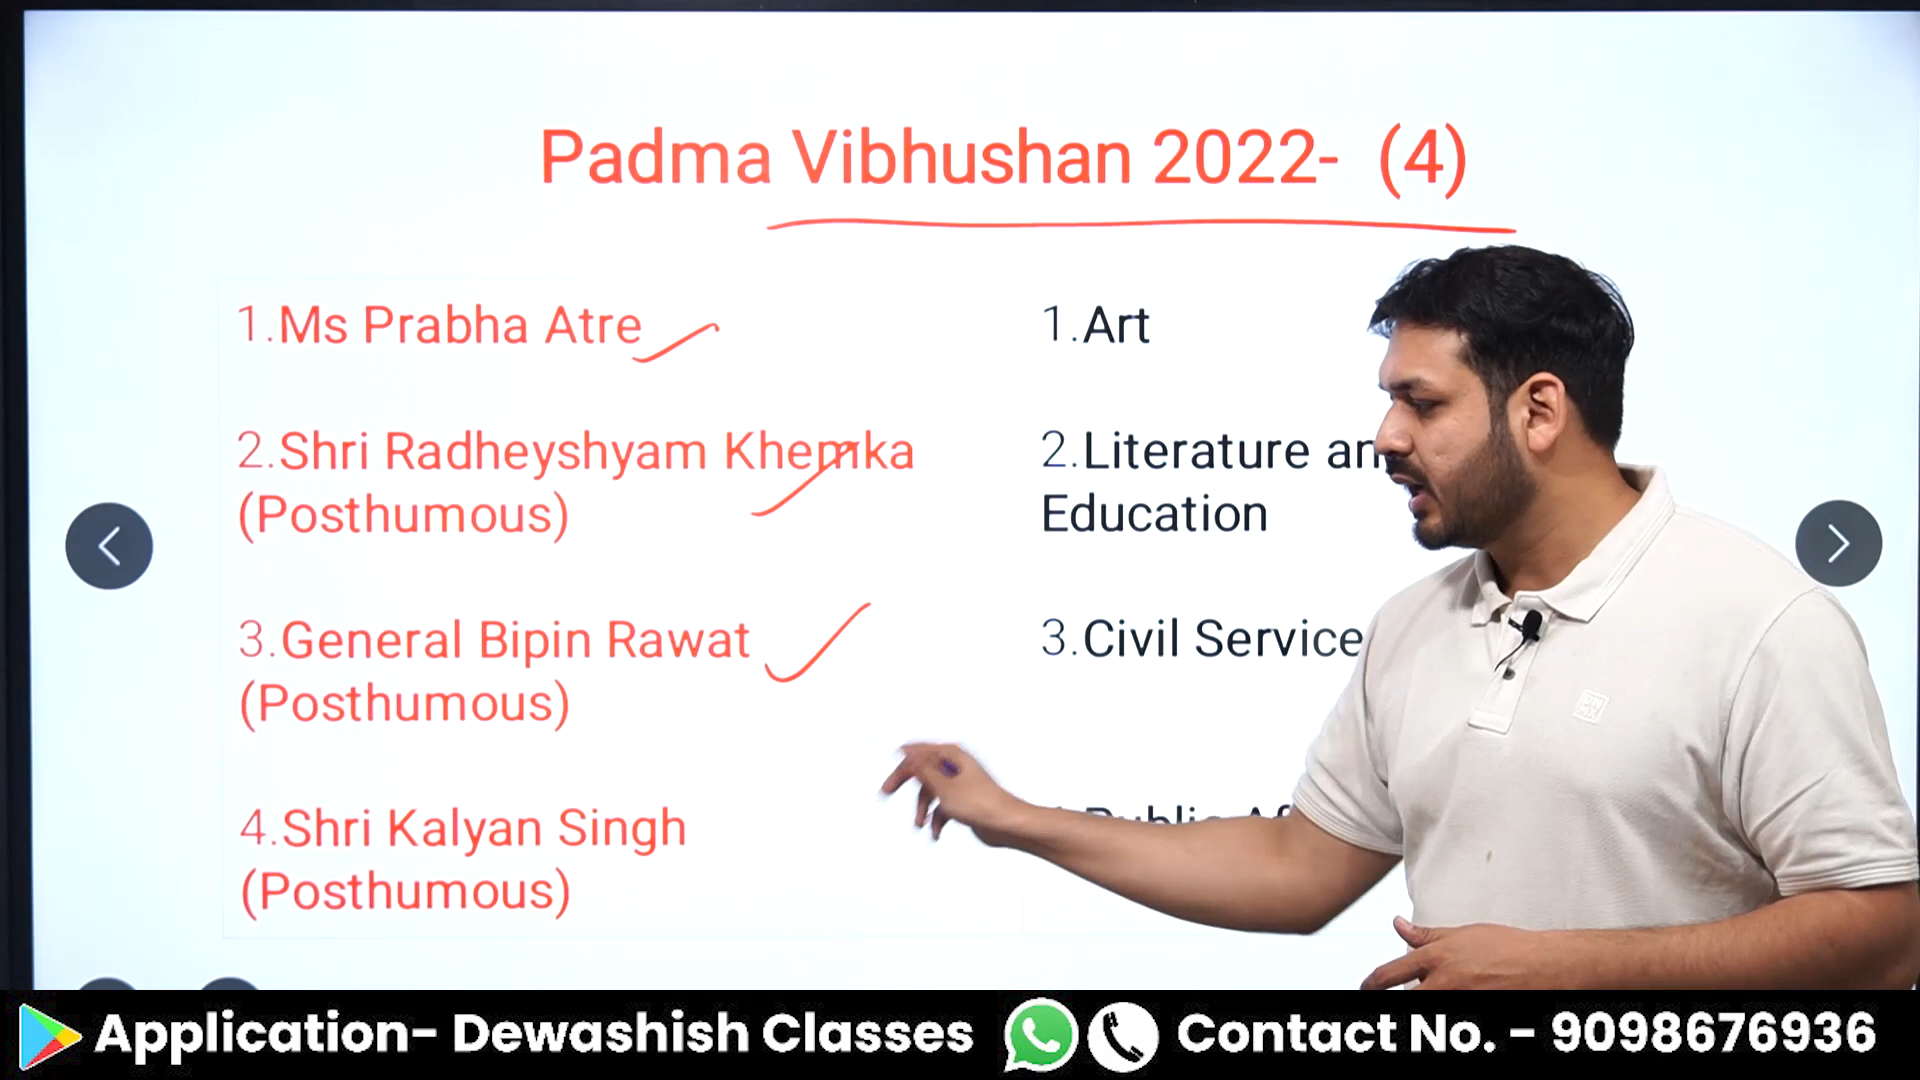 Padma Vibhushan 2022- (4)
1.Ms Prabha Atre
1.Art
2.Shri Radheyshyam Khemka
(Posthumous)
2.Literature an
Education
3.General Bipin Rawat
(Posthumous)
3.Civil Service
4.Shri Kalyan Singh
(Posthumous)
Public Af
Application- Dewashish Classes
Contact No. - 9098676936